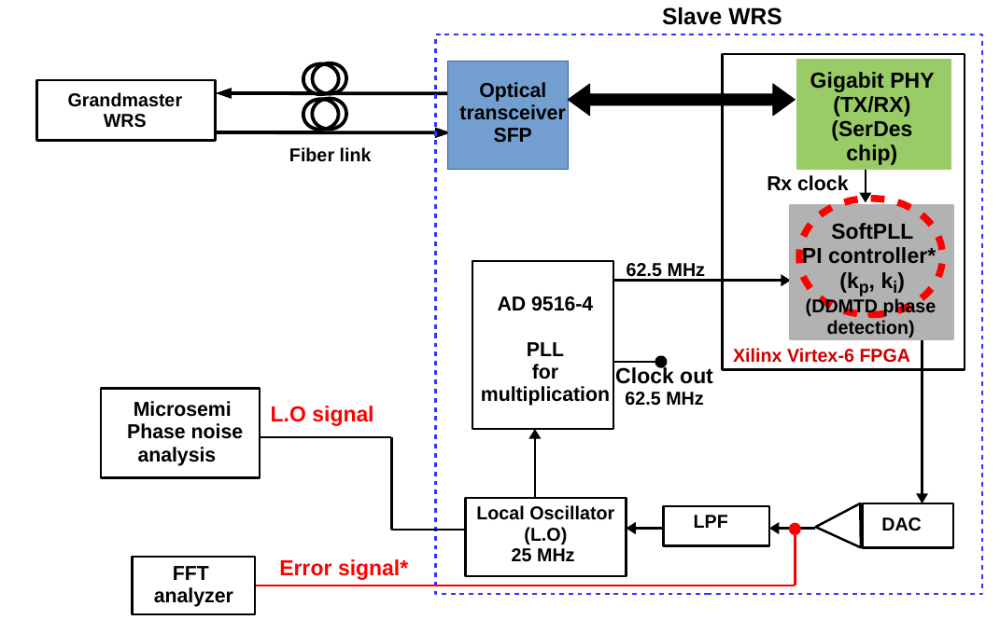 Slave WRS
Grandmaster
WRS
Fiber link
Optical
transceiver
SFP
Gigabit PHY
(TX/RX)
(SerDes
chip)
Rx clock
SoftPLL
PI controller*
(kp, ki)
(DDMTD phase
detection)
Xilinx Virtex-6 FPGA
62.5 MHz
AD 9516-4
PLL
for
multiplication
Clock out
62.5 MHz
Microsemi
Phase noise
analysis
L.O signal
Local Oscillator
(L.O)
25 MHz
LPF
DAC
FFT
analyzer
Error signal*